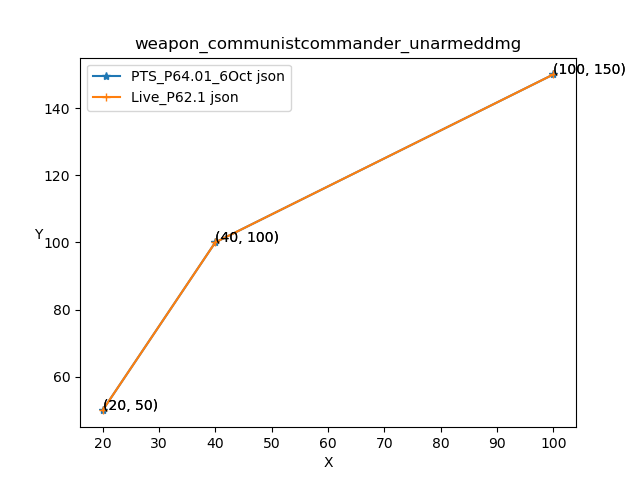 weapon_communistcommander_unarmeddmg
PTS_P64.01_6Oct json
Live_P62.1 json
(100, 150)
(40, 100)
(20, 50)
Y
140
120
100
80
60
20 30 40 50 60 70 80 90 100
X